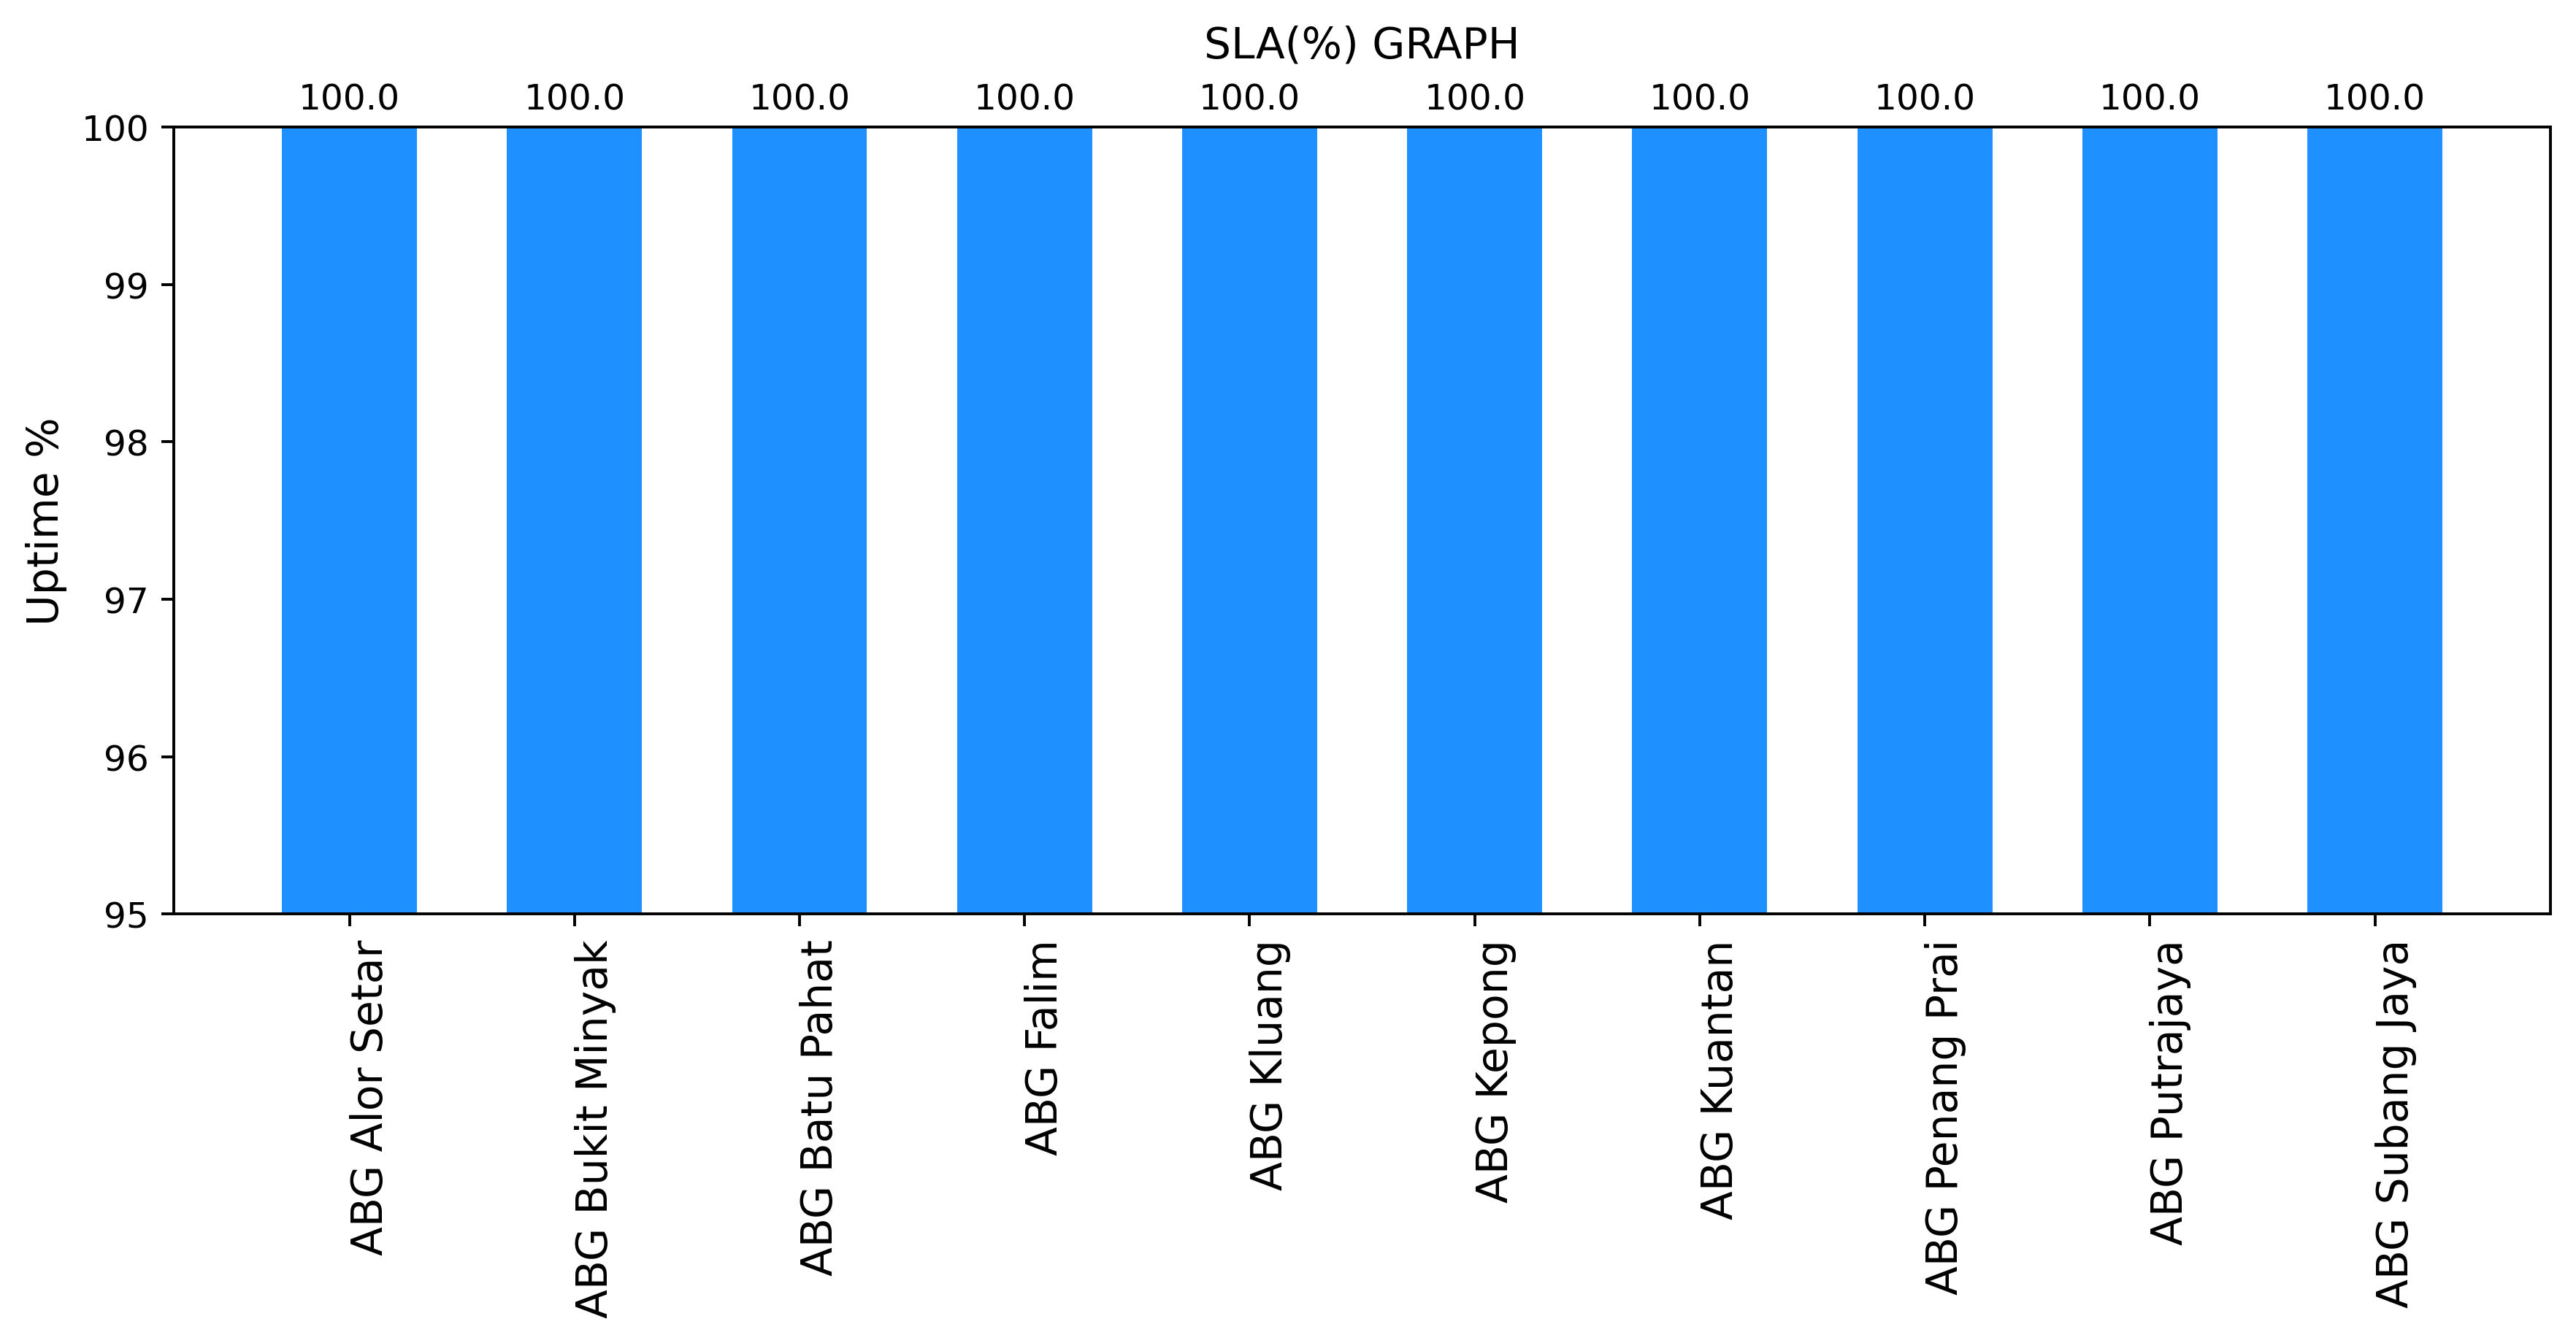 SLA(%) GRAPH
100.0 100.0 100.0 100.0 100.0 100.0 100.0 100.0 100.0 100.0
Uptime %
100
99
98
97
96
95
ABG Alor Setar
ABG Bukit Minyak
ABG Batu Pahat
ABG Falim
ABG Kluang
ABG Kepong
ABG Kuantan
ABG Penang Prai
ABG Putrajaya
ABG Subang Jaya